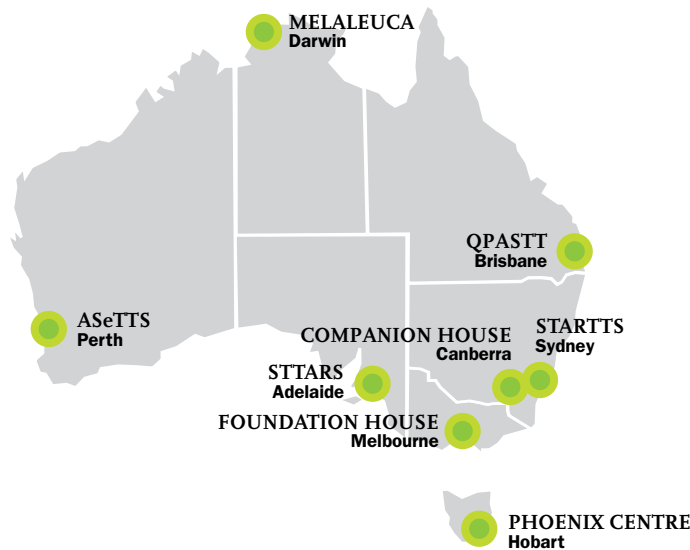 MELALEUCA
Darwin
QPASTT
Brisbane
ASeTTS
Perth
COMPANION HOUSE
Canberra
STARTTS
Sydney
STTARS
Adelaide
FOUNDATION HOUSE
Melbourne
PHOENIX CENTRE
Hobart